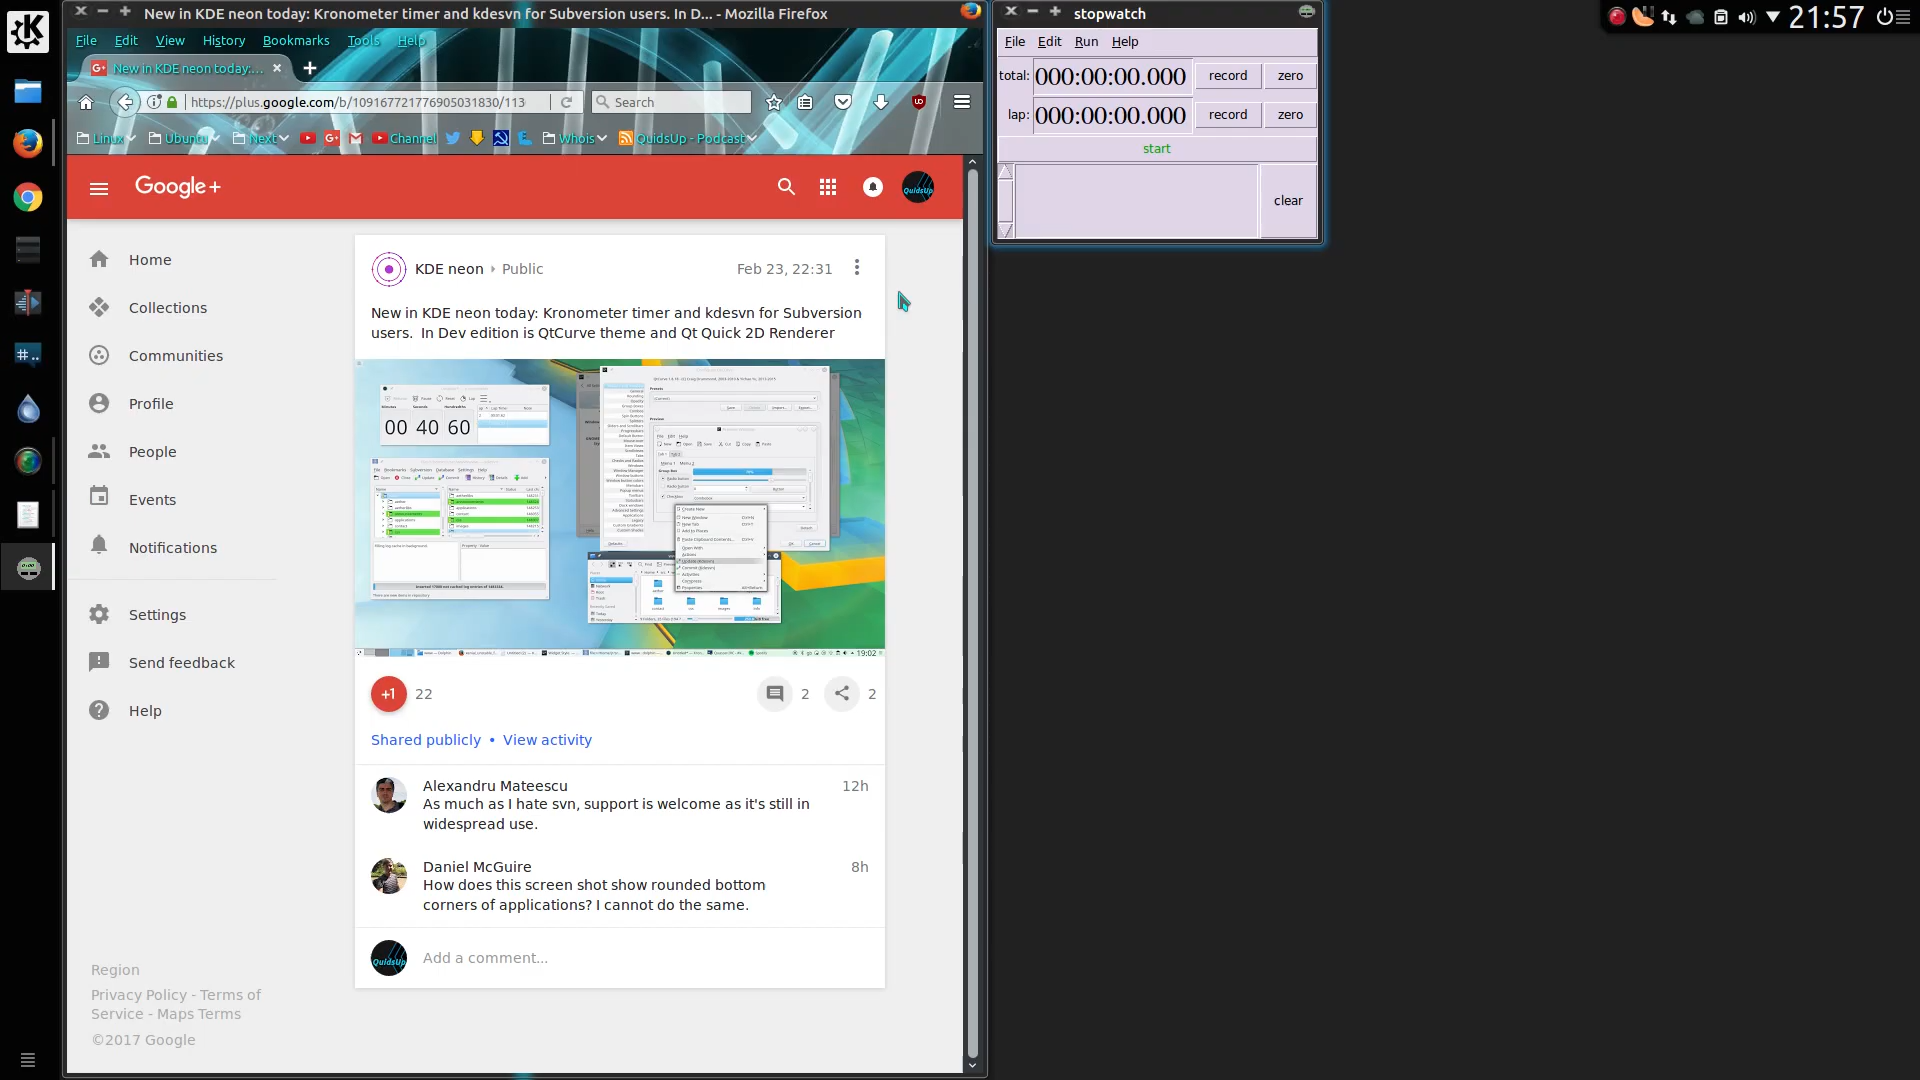 New in KDE neon today: Kronometer timer and kdesvn for Subversion users. In D... - Mozilla Firefox
File Edit View History Bookmarks Tools Help
New in KDE neon today:...
https://plus.google.com/b/109167721776905031830/113
Search
Linux Ubuntu Next Channel Whois QuidsUp - Podcast
Google+
QuidsUp
Home
Collections
Communities
Profile
People
Events
Notifications
Settings
Send feedback
Help
Region
Privacy Policy - Terms of
Service - Maps Terms
©2017 Google
KDE neon Public
Feb 23, 22:31
New in KDE neon today: Kronometer timer and kdesvn for Subversion
users. In Dev edition is QtCurve theme and Qt Quick 2D Renderer
Minutes Seconds Hundredths
00 40 60
19:02
+1 22
2 2
Shared publicly • View activity
Alexandru Mateescu 12h
As much as I hate svn, support is welcome as it's still in
widespread use.
Daniel McGuire 8h
How does this screen shot show rounded bottom
corners of applications? I cannot do the same.
QuidsUp
Add a comment...
stopwatch
File Edit Run Help
total: 000:00:00.000 record zero
lap: 000:00:00.000 record zero
start
clear
21:57